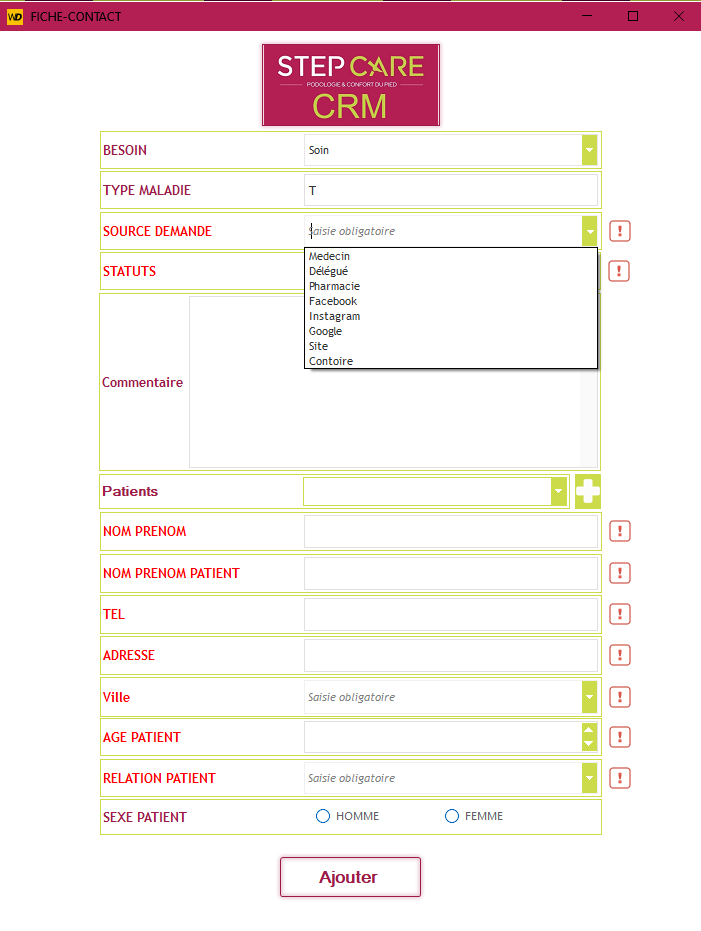 WD FICHE-CONTACT
STEP CARE
PODOLOGIE & CONFORT DU PIED
CRM
BESOIN Soin
TYPE MALADIE T
SOURCE DEMANDE Saisie obligatoire
STATUTS
Medecin
Délégué
Pharmacie
Facebook
Instagram
Google
Site
Contoire
Commentaire
Patients
NOM PRENOM
NOM PRENOM PATIENT
TEL
ADRESSE
Ville Saisie obligatoire
AGE PATIENT
RELATION PATIENT Saisie obligatoire
SEXE PATIENT HOMME FEMME
Ajouter